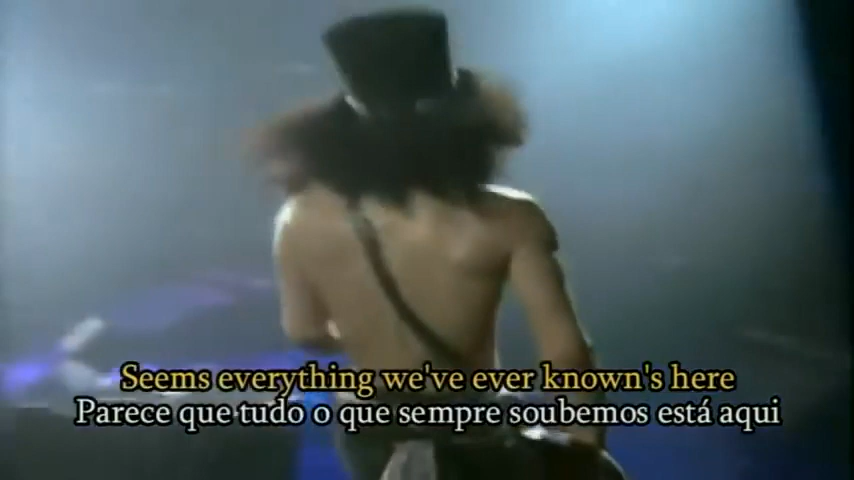 Seems everything we've ever known's here
Parece que tudo o que sempre soubemos está aqui